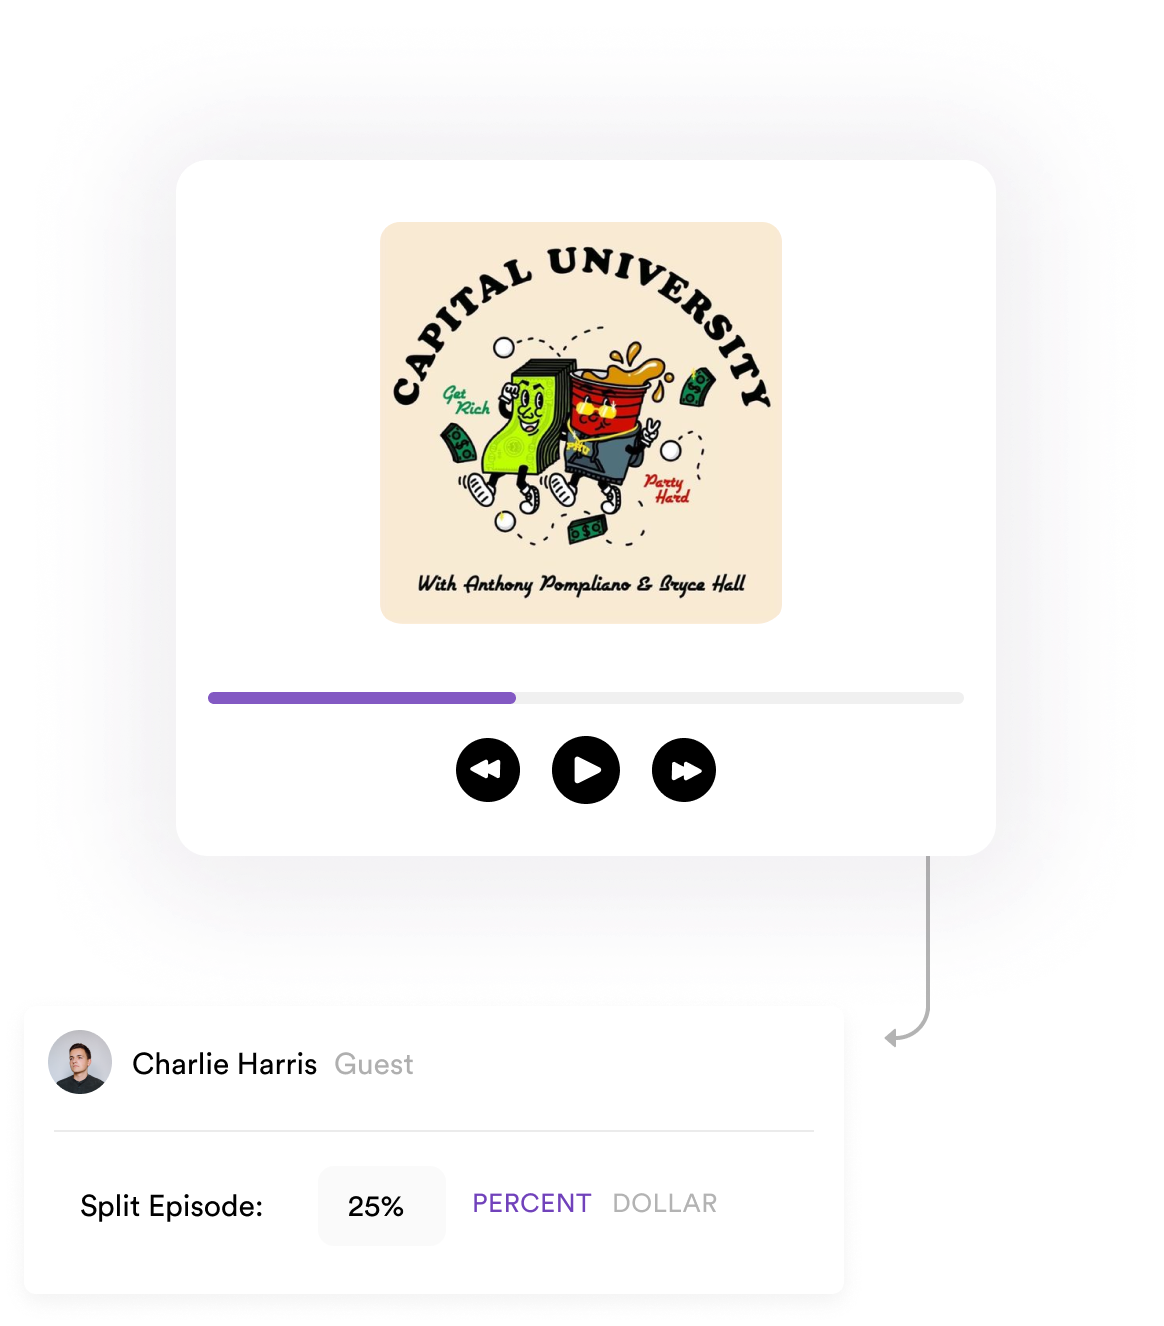 CAPITAL UNIVERSITY
Get
Rich
Party
Hard
With Anthony Pompliano & Bryce Hall
Charlie Harris Guest
Split Episode: 25% PERCENT DOLLAR